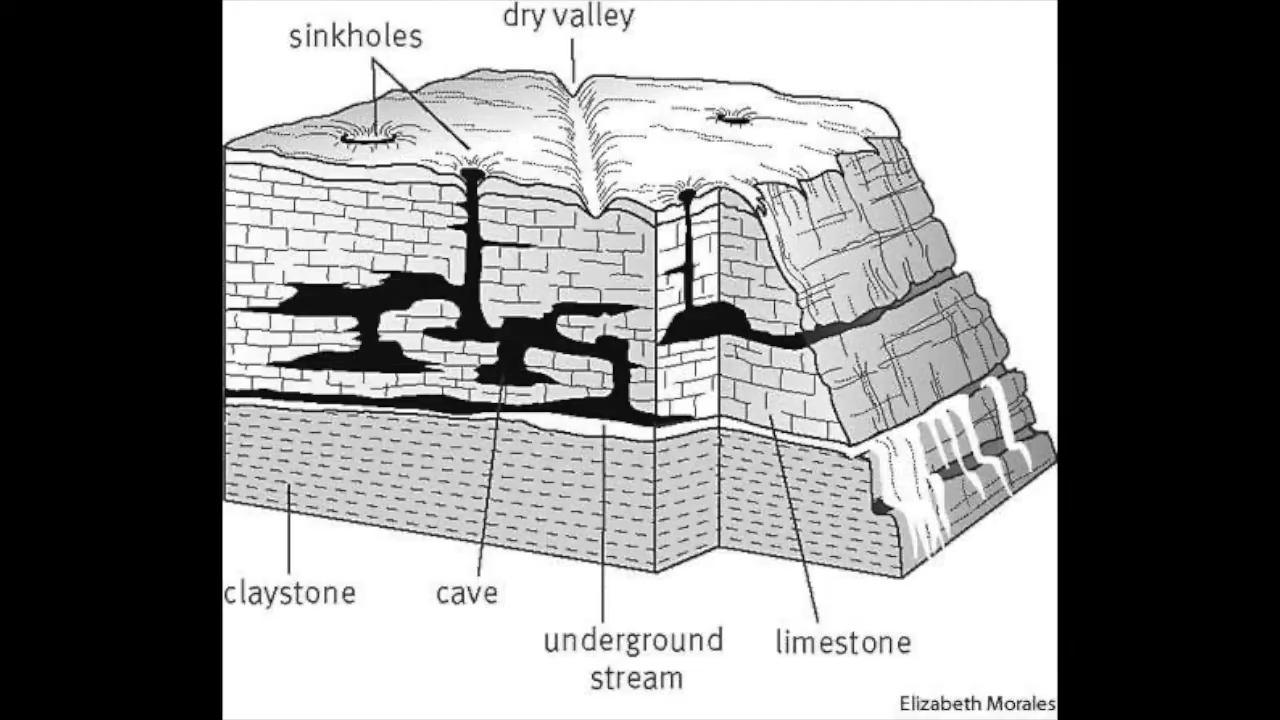 dry valley
sinkholes
claystone
cave
underground
stream
limestone
Elizabeth Morales